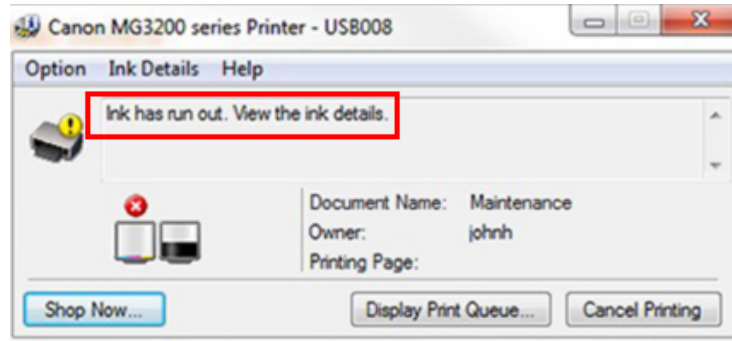 Canon MG3200 series Printer - USB008
Option Ink Details Help
Ink has run out. View the ink details.
Document Name: Maintenance
Owner: johnh
Printing Page:
Shop Now... Display Print Queue... Cancel Printing